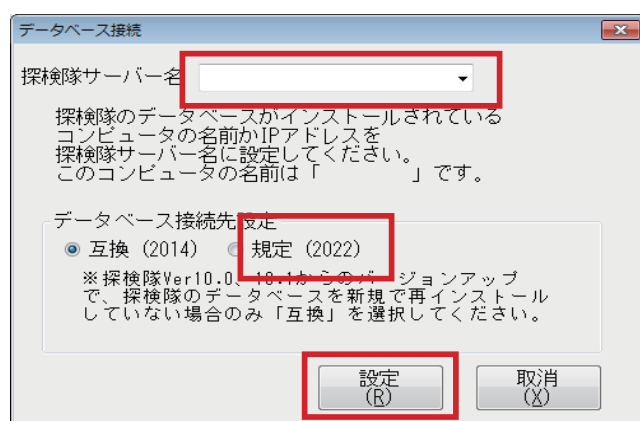 データベース接続
探検隊サーバー名
探検隊のデータベースがインストールされている
コンピュータの名前かIPアドレスを
探検隊サーバー名に設定してください。
このコンピュータの名前は「　　　　」です。
データベース接続先設定
互換（2014） 規定（2022）
※探検隊Ver10.0、10.1からのバージョンアップ
で、探検隊のデータベースを新規で再インストール
していない場合のみ「互換」を選択してください。
設定
(R)
取消
(X)